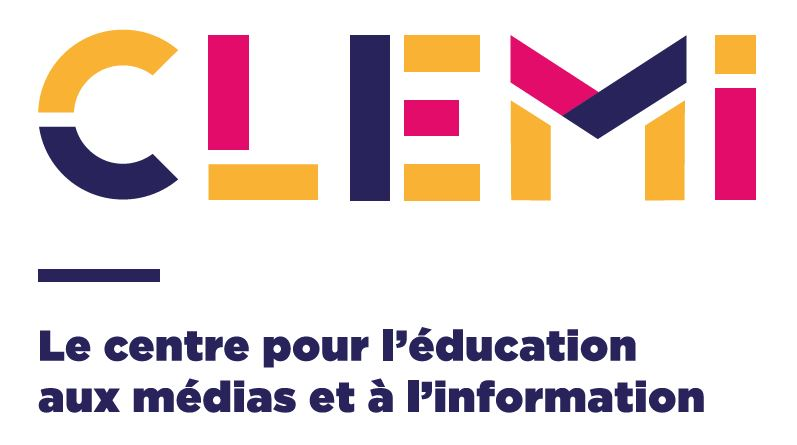 CLEMi
Le centre pour l’éducation
aux médias et à l’information